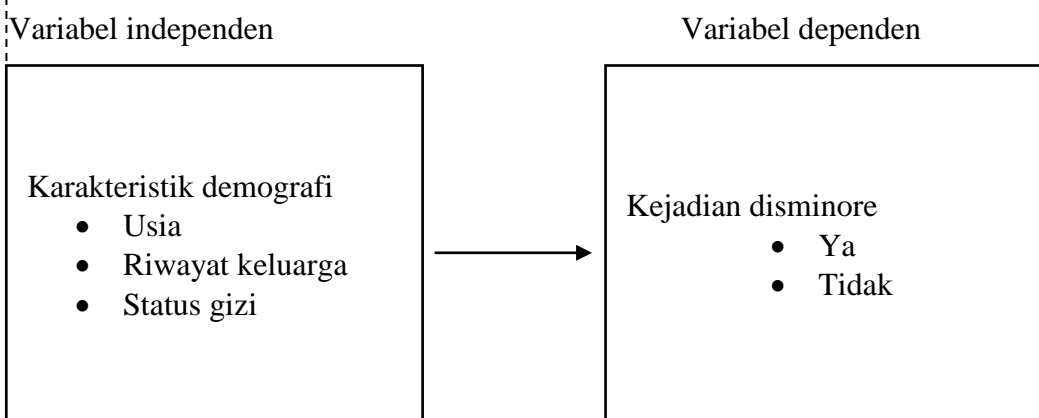 Variabel independen
Variabel dependen
Karakteristik demografi
• Usia
• Riwayat keluarga
• Status gizi
Kejadian disminore
• Ya
• Tidak